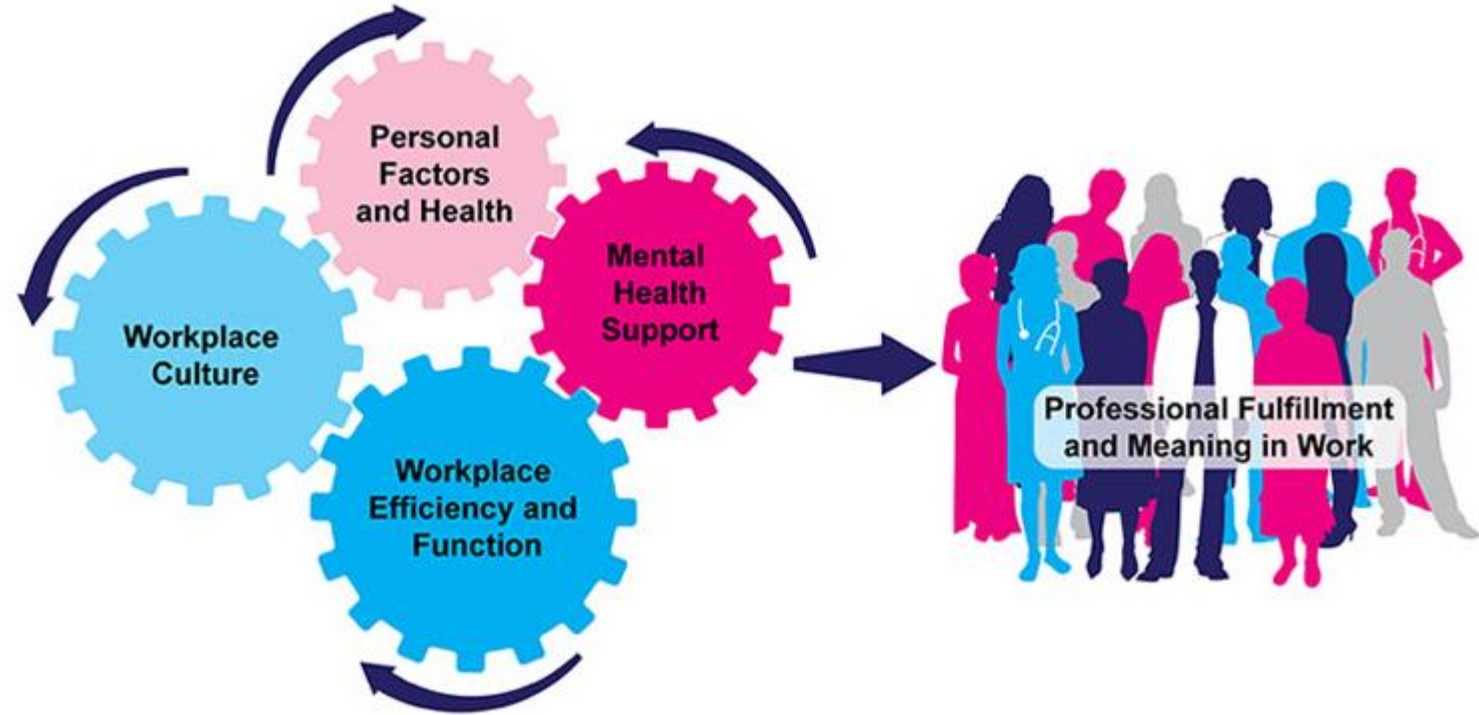 Personal
Factors
and Health
Mental
Health
Support
Workplace
Culture
Workplace
Efficiency and
Function
Professional Fulfillment
and Meaning in Work